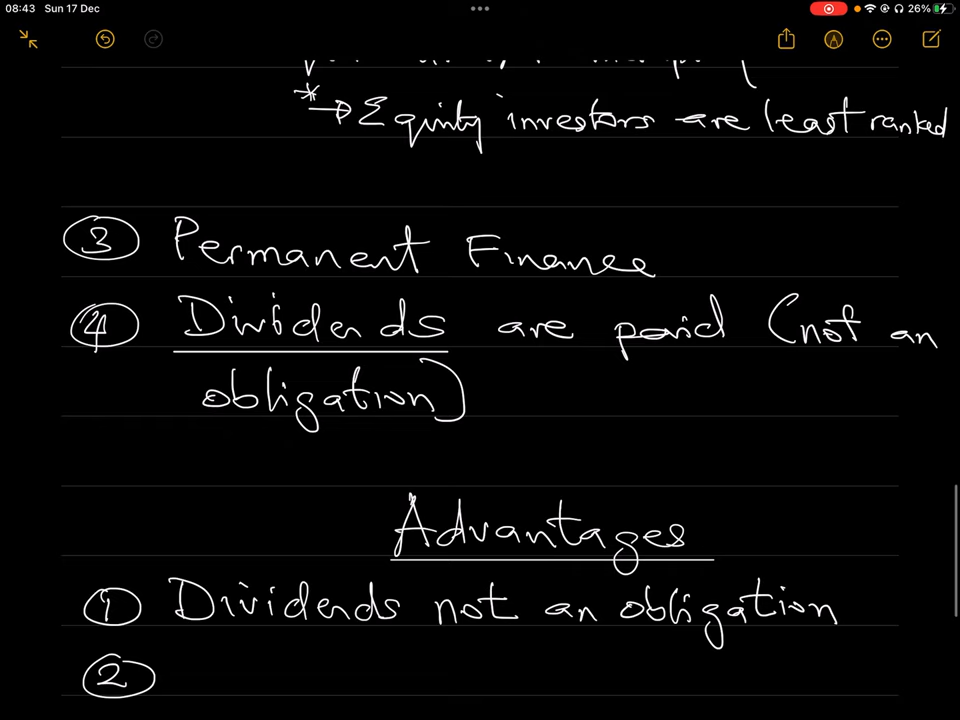 08:43 Sun 17 Dec 26%
*→ Equity investors are least ranked
③ Permanent Finance
④ Dividends are paid (not an
obligation)
Advantages
① Dividends not an obligation
②